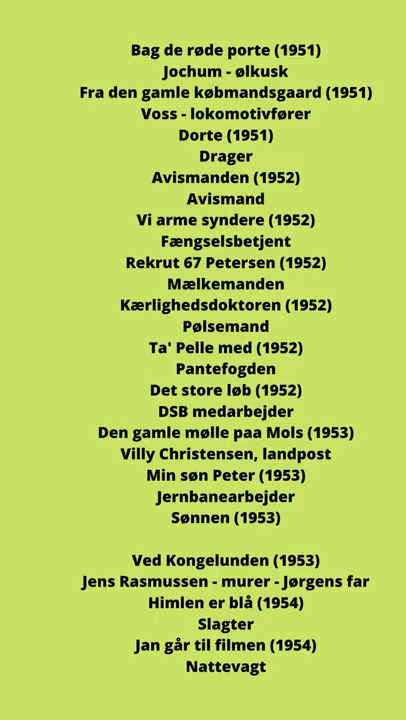 Bag de røde porte (1951)
Jochum - ølkusk
Fra den gamle købmandsgaard (1951)
Voss - lokomotivfører
Dorte (1951)
Drager
Avismanden (1952)
Avismand
Vi arme syndere (1952)
Fængselsbetjent
Rekrut 67 Petersen (1952)
Mælkemanden
Kærlighedsdoktoren (1952)
Pølsemand
Ta' Pelle med (1952)
Pantefogden
Det store løb (1952)
DSB medarbejder
Den gamle mølle paa Mols (1953)
Villy Christensen, landpost
Min søn Peter (1953)
Jernbanearbejder
Sønnen (1953)
Ved Kongelunden (1953)
Jens Rasmussen - murer - Jørgens far
Himlen er blå (1954)
Slagter
Jan går til filmen (1954)
Nattevagt